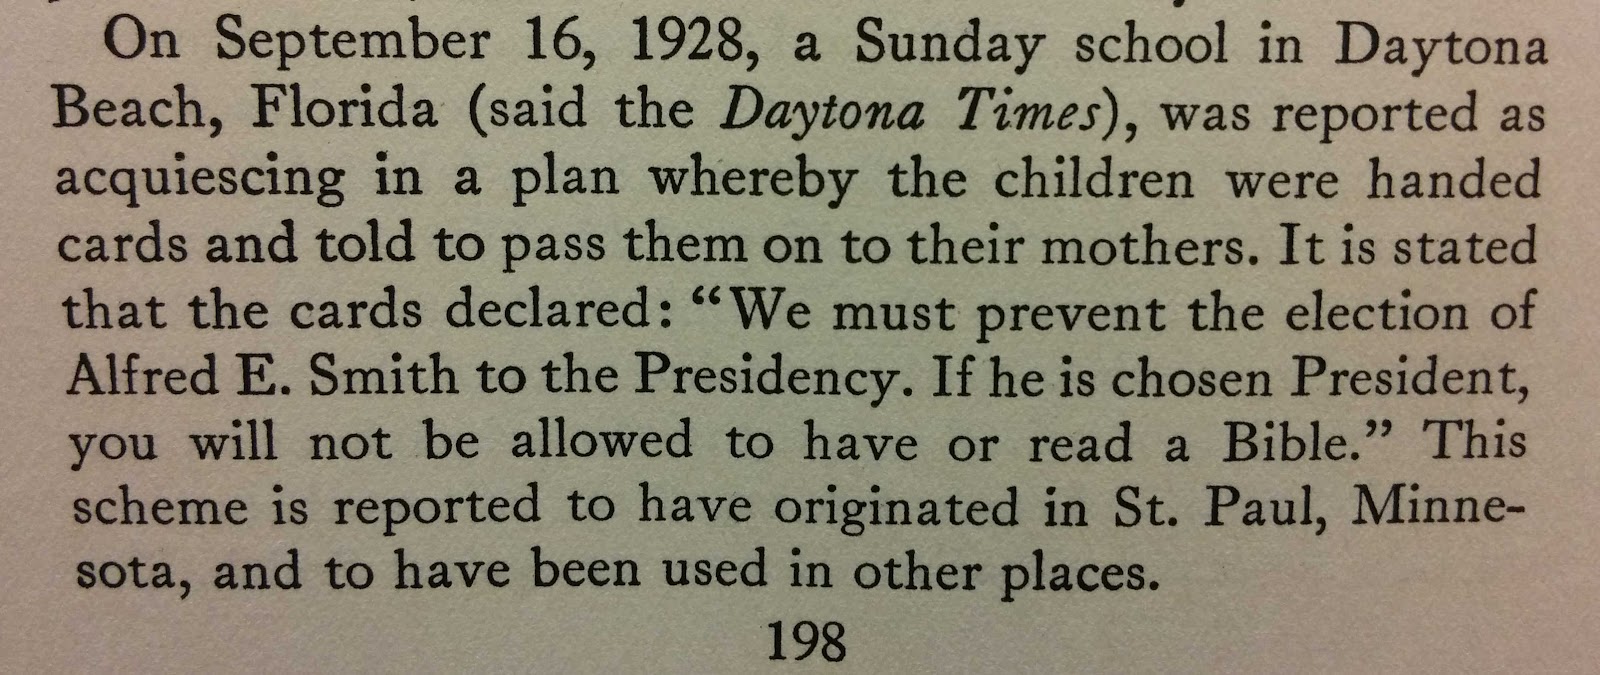 On September 16, 1928, a Sunday school in Daytona
Beach, Florida (said the Daytona Times), was reported as
acquiescing in a plan whereby the children were handed
cards and told to pass them on to their mothers. It is stated
that the cards declared: “We must prevent the election of
Alfred E. Smith to the Presidency. If he is chosen President,
you will not be allowed to have or read a Bible.” This
scheme is reported to have originated in St. Paul, Minne-
sota, and to have been used in other places.
198